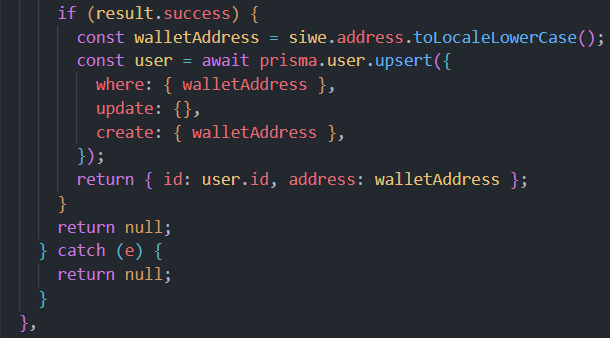 if (result.success) {
const walletAddress = siwe.address.toLocaleLowerCase();
const user = await prisma.user.upsert({
where: { walletAddress },
update: {},
create: { walletAddress },
});
return { id: user.id, address: walletAddress };
}
return null;
} catch (e) {
return null;
}
},